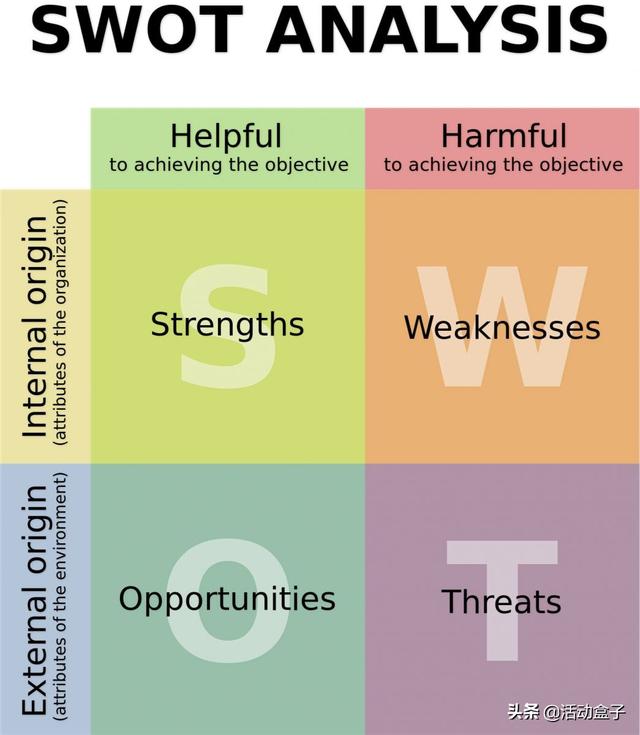 SWOT ANALYSIS
Helpful
to achieving the objective
Harmful
to achieving the objective
Internal origin
(attributes of the organization)
S
Strengths
W
Weaknesses
External origin
(attributes of the environment)
O
Opportunities
T
Threats
头条 @活动盒子